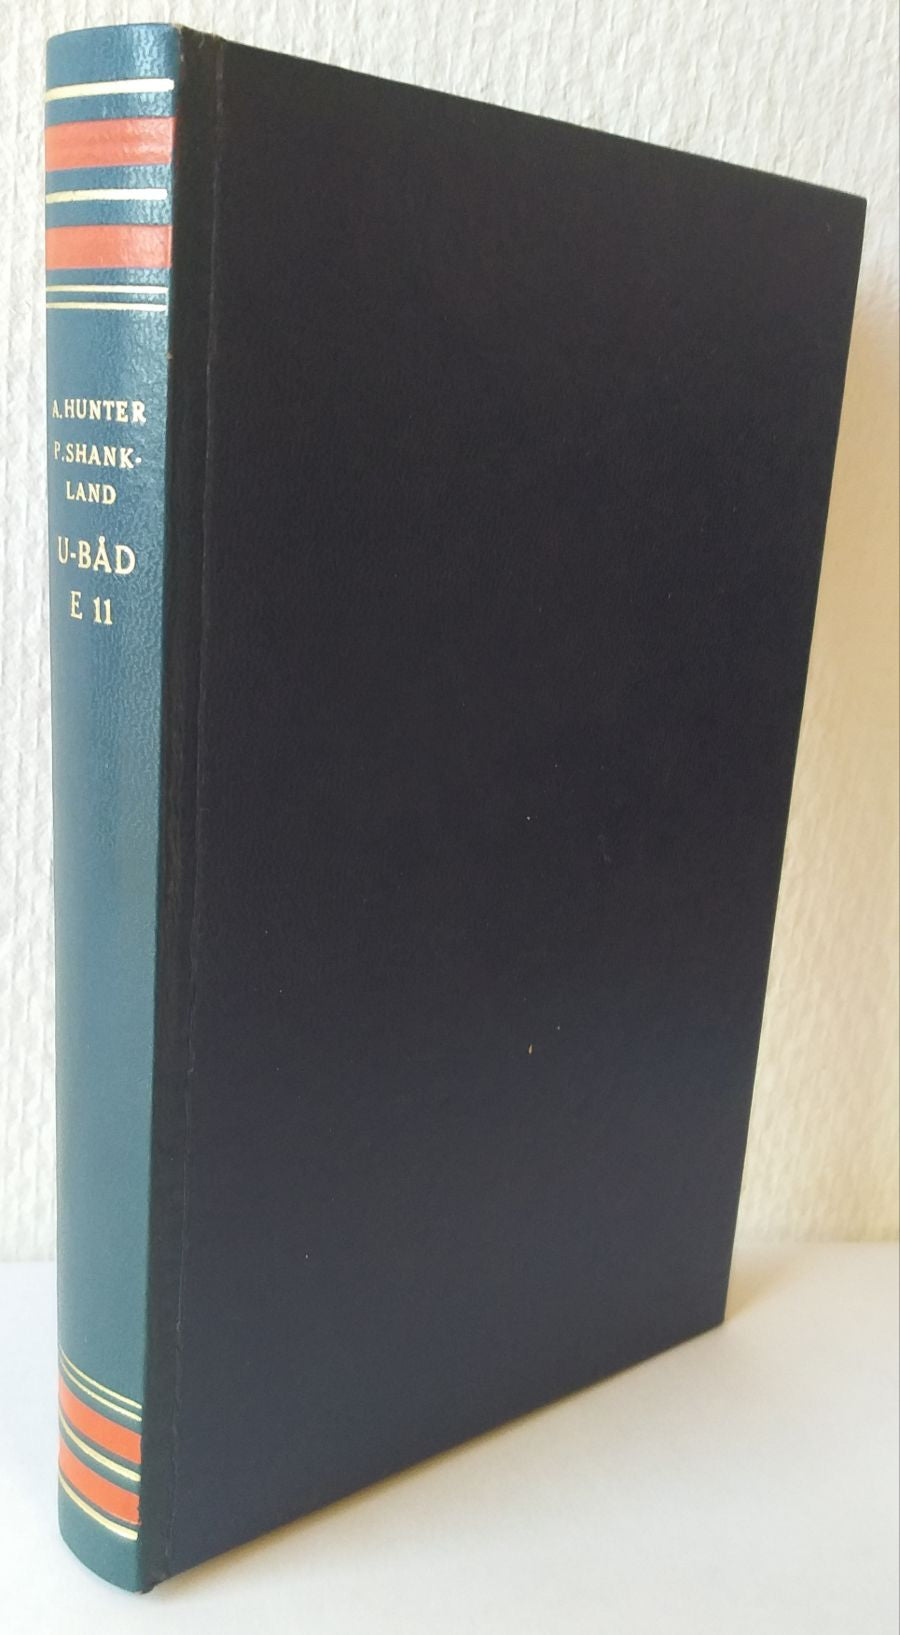 A.HUNTER
P.SHANK-
LAND
U-BÅD
E 11